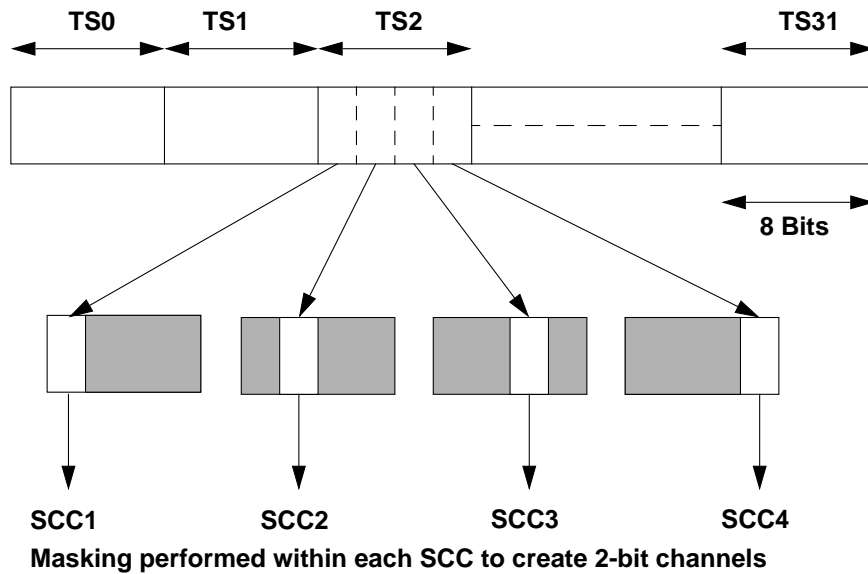 TS0 TS1 TS2 TS31
8 Bits
SCC1 SCC2 SCC3 SCC4
Masking performed within each SCC to create 2-bit channels